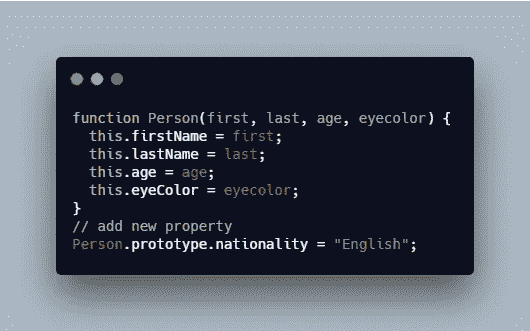 function Person(first, last, age, eyecolor) {
  this.firstName = first;
  this.lastName = last;
  this.age = age;
  this.eyeColor = eyecolor;
}
// add new property
Person.prototype.nationality = "English";